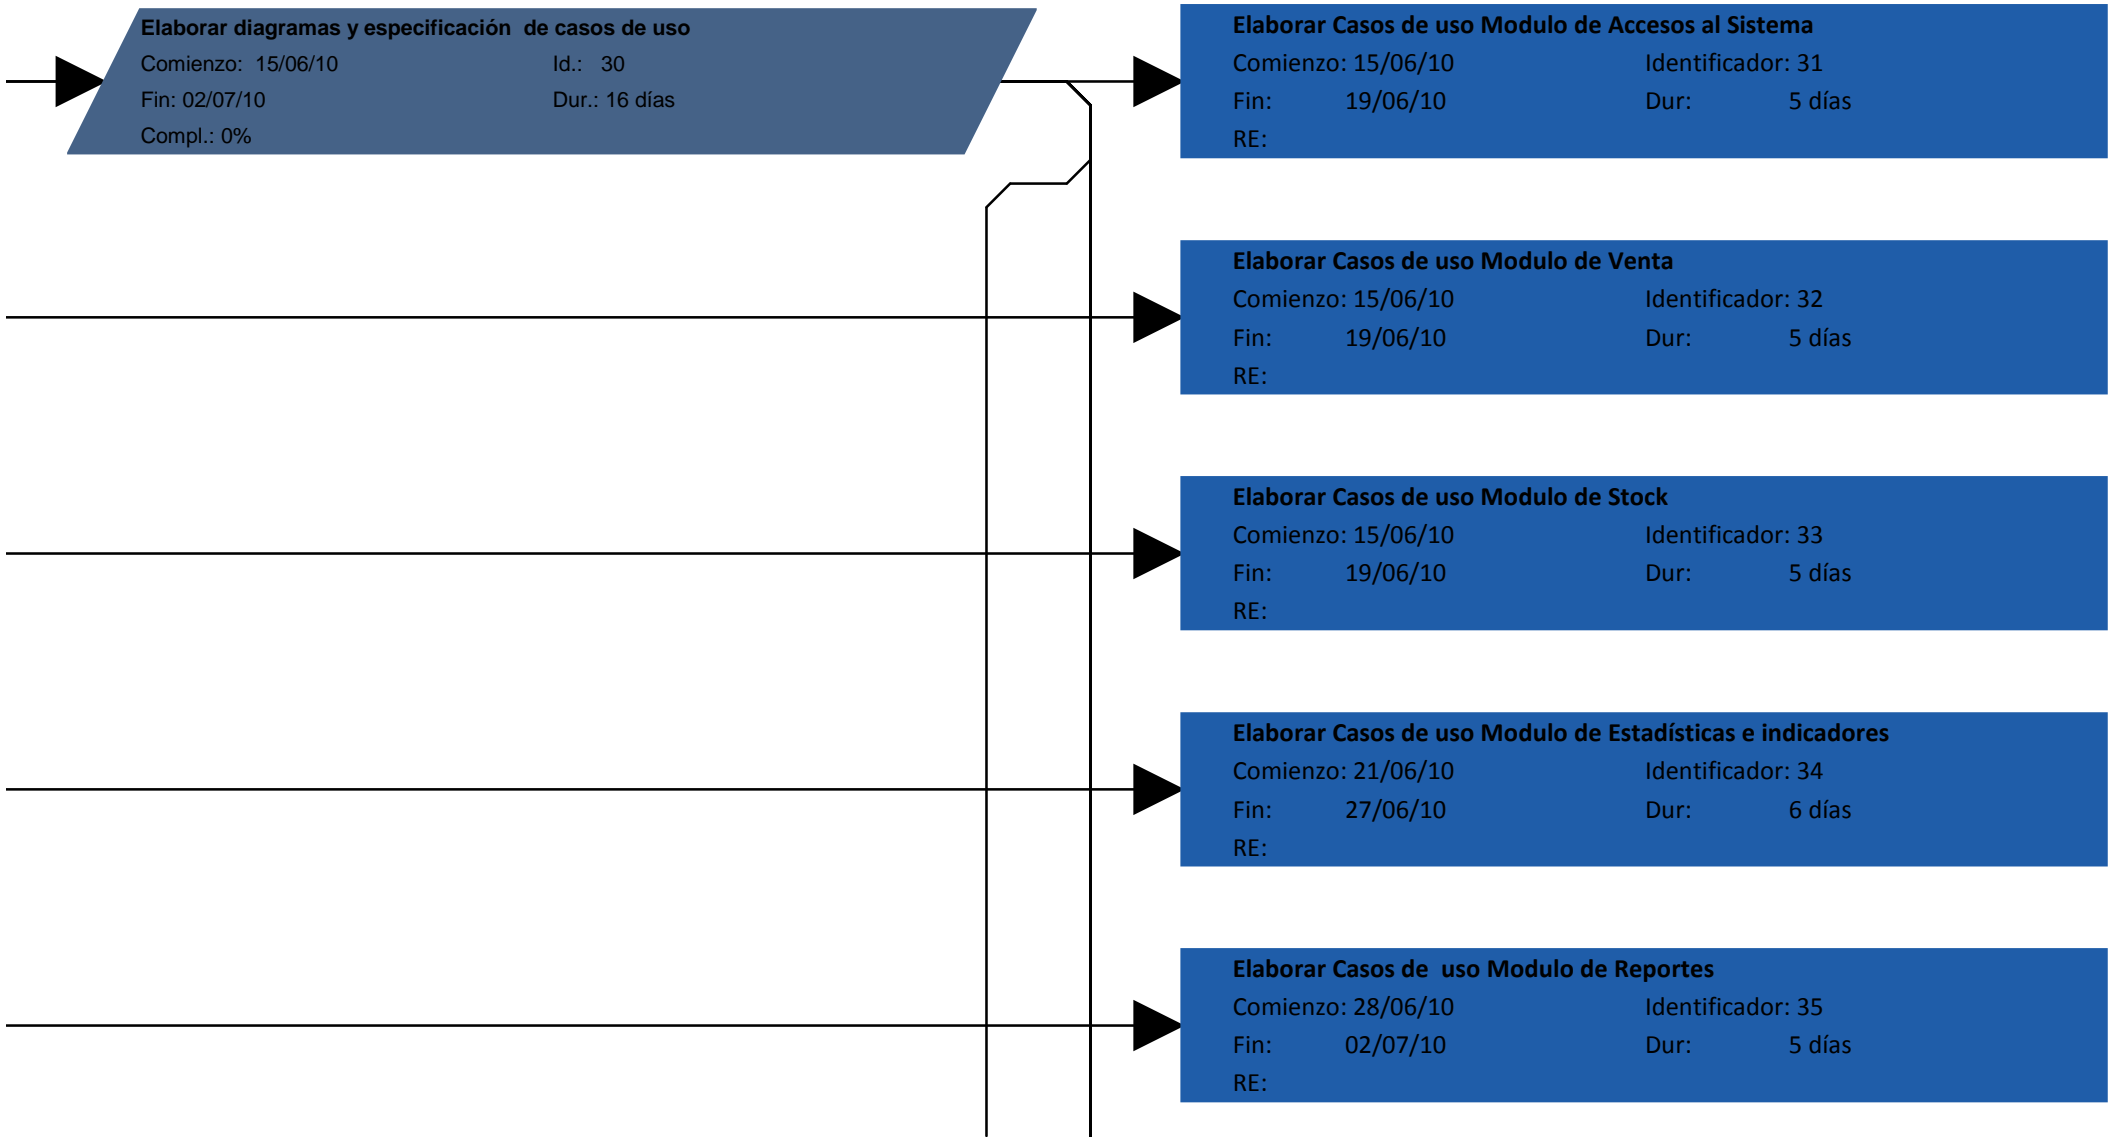 Elaborar diagramas y especificación  de casos de uso
Comienzo:  15/06/10 Id.:   30
Fin: 02/07/10 Dur.: 16 días
Compl.: 0%
Elaborar Casos de uso Modulo de Accesos al Sistema
Comienzo: 15/06/10 Identificador: 31
Fin: 19/06/10 Dur: 5 días
RE:
Elaborar Casos de uso Modulo de Venta
Comienzo: 15/06/10 Identificador: 32
Fin: 19/06/10 Dur: 5 días
RE:
Elaborar Casos de uso Modulo de Stock
Comienzo: 15/06/10 Identificador: 33
Fin: 19/06/10 Dur: 5 días
RE:
Elaborar Casos de uso Modulo de Estadísticas e indicadores
Comienzo: 21/06/10 Identificador: 34
Fin: 27/06/10 Dur: 6 días
RE:
Elaborar Casos de  uso Modulo de Reportes
Comienzo: 28/06/10 Identificador: 35
Fin: 02/07/10 Dur: 5 días
RE: